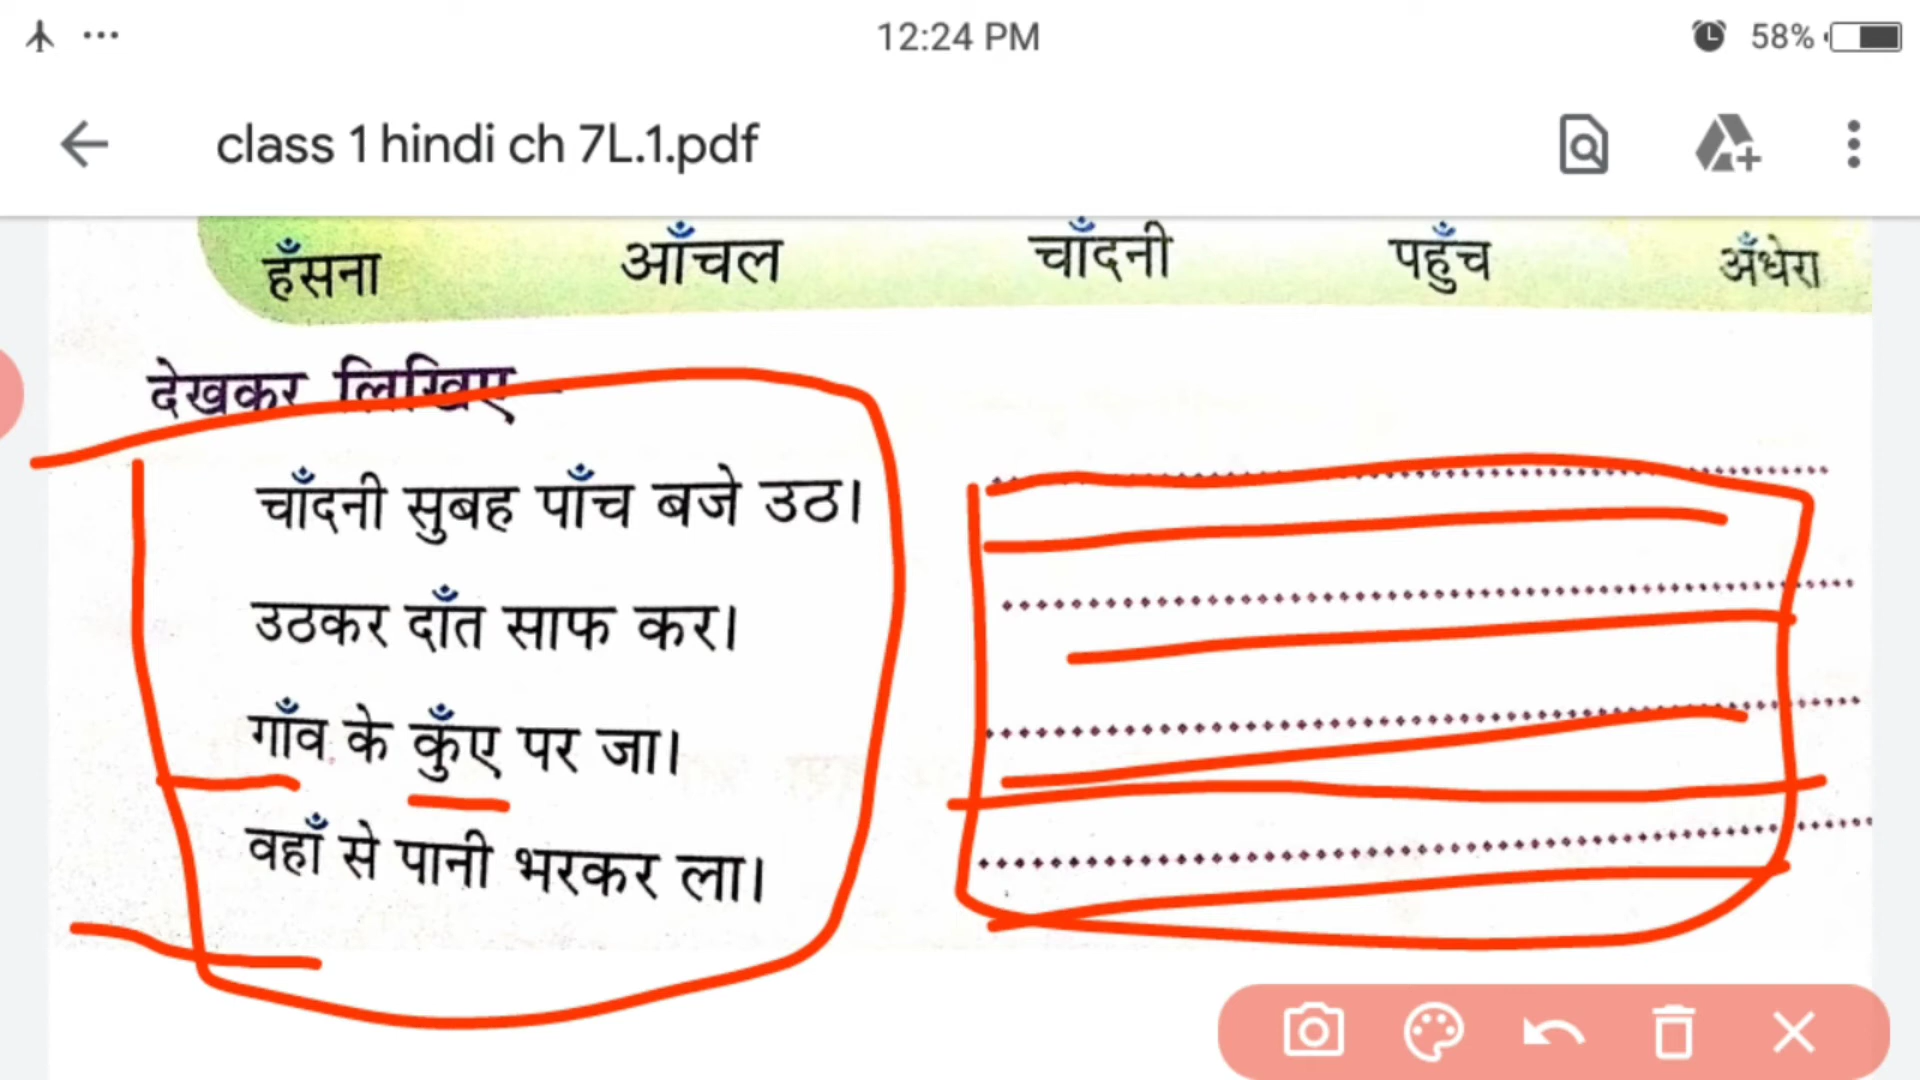 12:24 PM
58%
class 1 hindi ch 7L.1.pdf
हँसना आँचल चाँदनी पहुँच अँधेरा
देखकर लिखिए -
चाँदनी सुबह पाँच बजे उठ।
उठकर दाँत साफ कर।
गाँव के कुँए पर जा।
वहाँ से पानी भरकर ला।